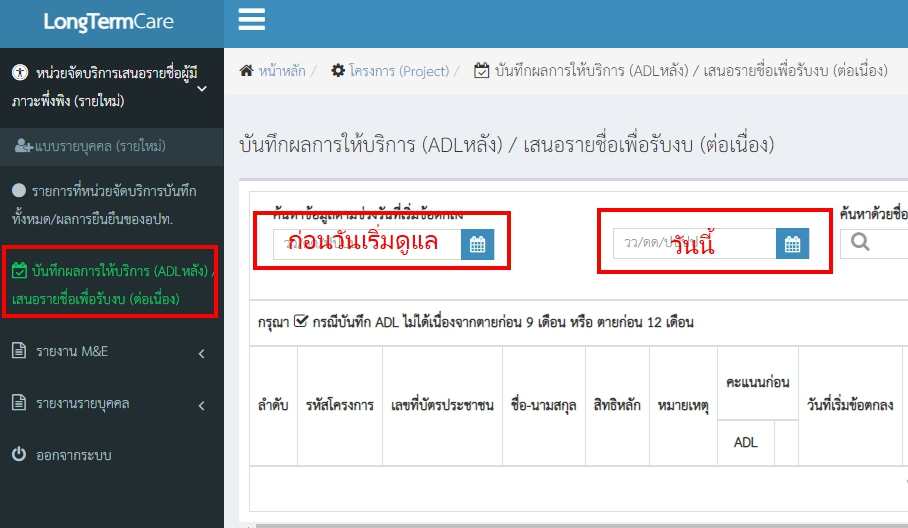 LongTermCare
หน่วยจัดบริการเสนอรายชื่อผู้มี
ภาวะพึ่งพิง (รายใหม่)
แบบรายบุคคล (รายใหม่)
รายการที่หน่วยจัดบริการบันทึก
ทั้งหมด/ผลการยืนยืนของอปท.
บันทึกผลการให้บริการ (ADLหลัง) /
เสนอรายชื่อเพื่อรับงบ (ต่อเนื่อง)
รายงาน M&E
รายงานรายบุคคล
ออกจากระบบ
หน้าหลัก / โครงการ (Project) / บันทึกผลการให้บริการ (ADLหลัง) / เสนอรายชื่อเพื่อรับงบ (ต่อเนื่อง)
บันทึกผลการให้บริการ (ADLหลัง) / เสนอรายชื่อเพื่อรับงบ (ต่อเนื่อง)
ค้นหาข้อมูลตามช่วงวันที่เริ่มข้อตกลง
ก่อนวันเริ่มดูแล
วว/ดด/ปปปป
วันนี้
ค้นหาด้วยชื่อ
กรุณา ☑ กรณีบันทึก ADL ไม่ได้เนื่องจากตายก่อน 9 เดือน หรือ ตายก่อน 12 เดือน
ลำดับ รหัสโครงการ เลขที่บัตรประชาชน ชื่อ-นามสกุล สิทธิหลัก หมายเหตุ คะแนนก่อน วันที่เริ่มข้อตกลง
ADL